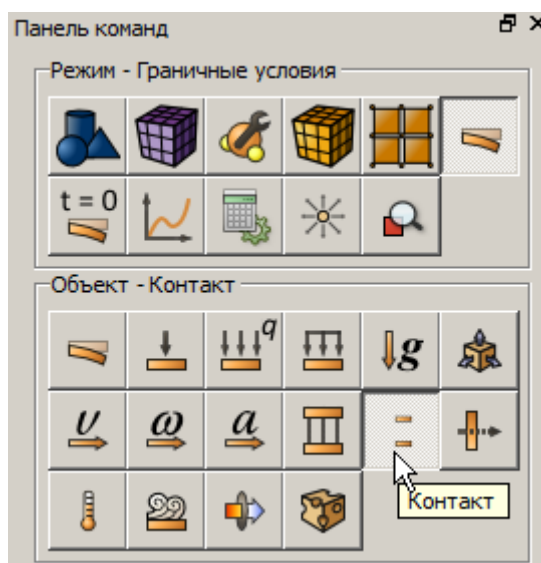 Панель команд
Режим - Граничные условия
t = 0
Объект - Контакт
q
g
υ ω a
Контакт